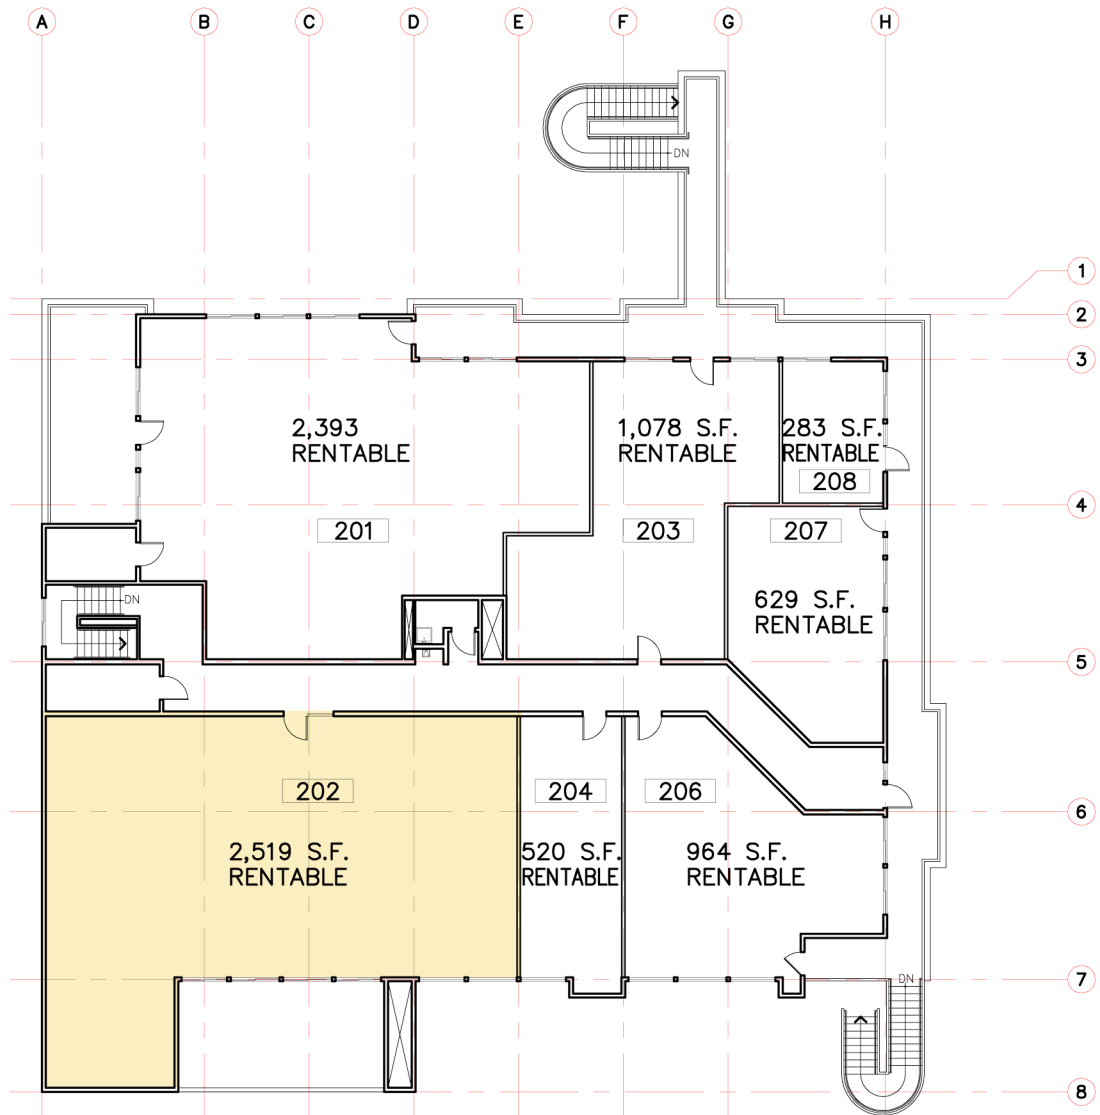 A B C D E F G H
DN
1
2
3
2,393
RENTABLE
1,078 S.F.
RENTABLE
283 S.F.
RENTABLE
208
4
201
203
207
DN
629 S.F.
RENTABLE
5
202
204
206
6
2,519 S.F.
RENTABLE
520 S.F.
RENTABLE
964 S.F.
RENTABLE
7
DN
8